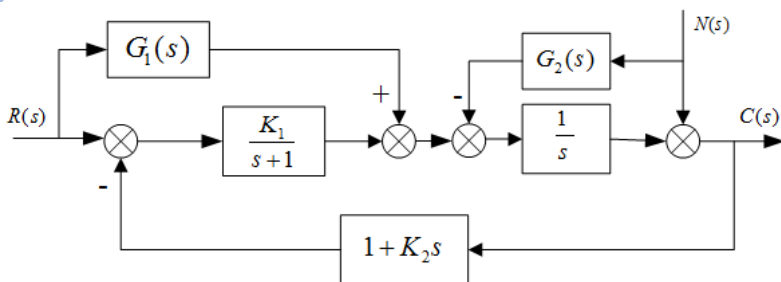 G₁(s)
N(s)
G₂(s)
R(s)
+
-
K₁
s+1
1
s
C(s)
-
1+K₂s